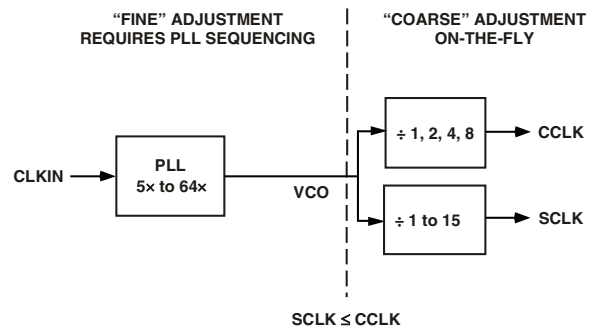 “FINE” ADJUSTMENT
REQUIRES PLL SEQUENCING
“COARSE” ADJUSTMENT
ON-THE-FLY
CLKIN
PLL
5× to 64×
VCO
÷ 1, 2, 4, 8
CCLK
÷ 1 to 15
SCLK
SCLK ≤ CCLK